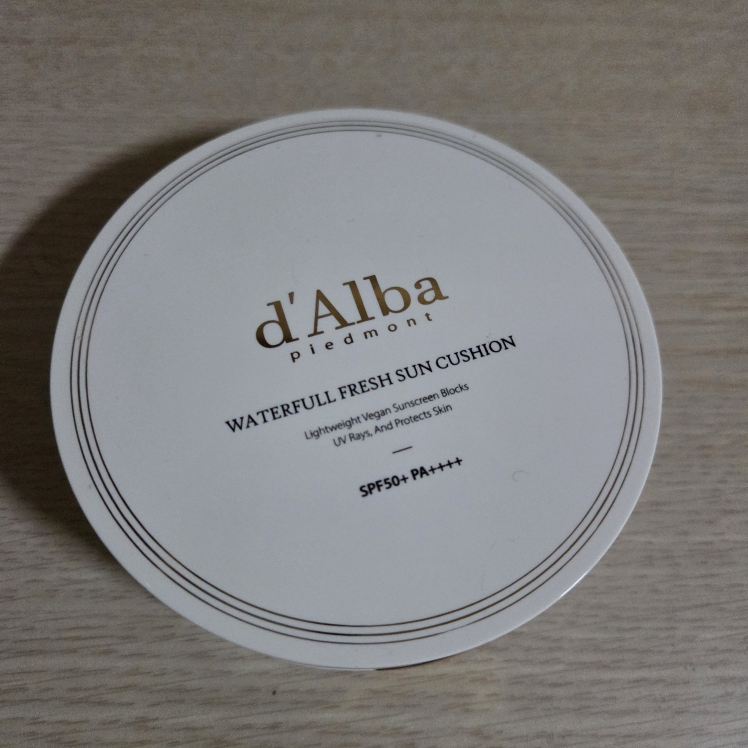 d'Alba
piedmont
WATERFULL FRESH SUN CUSHION
Lightweight Vegan Sunscreen Blocks
UV Rays, And Protects Skin
SPF50+ PA++++